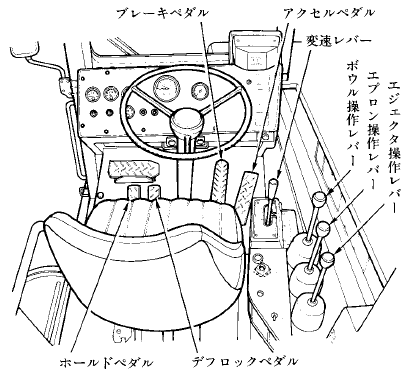 ブレーキペダル
アクセルペダル
変速レバー
エジェクタ操作レバー
エプロン操作レバー
ボウル操作レバー
ホールドペダル
デフロックペダル